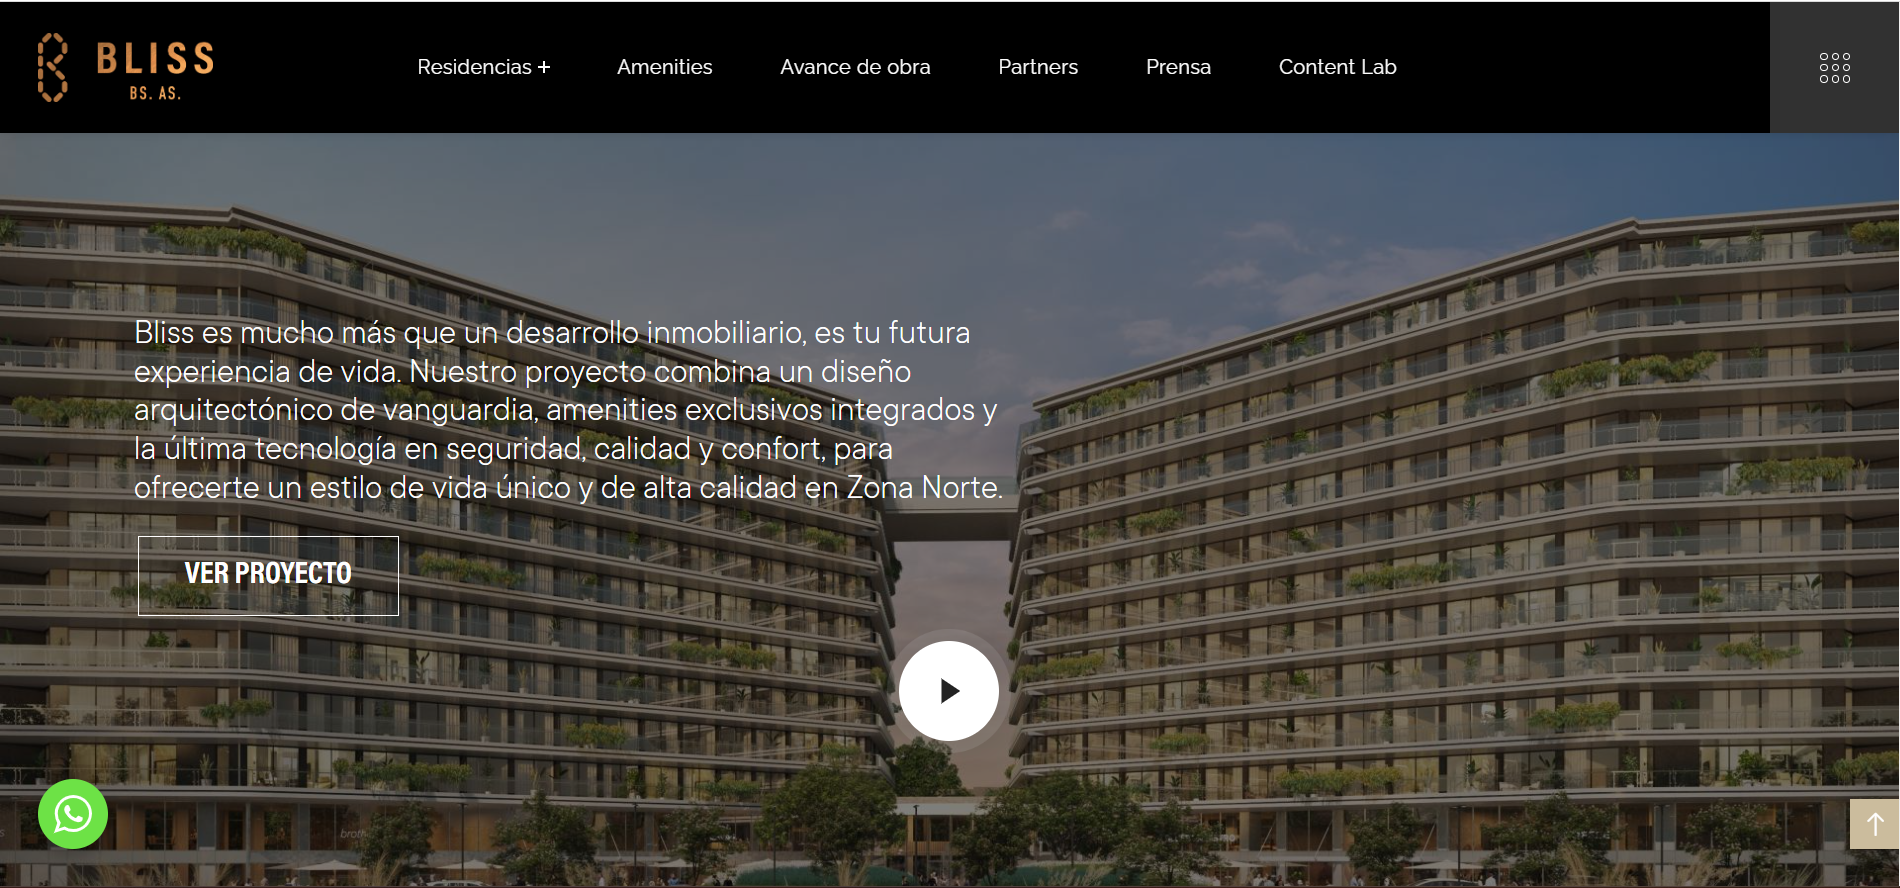 BLISS
BS. AS.
Residencias +
Amenities
Avance de obra
Partners
Prensa
Content Lab
Bliss es mucho más que un desarrollo inmobiliario, es tu futura
experiencia de vida. Nuestro proyecto combina un diseño
arquitectónico de vanguardia, amenities exclusivos integrados y
la última tecnología en seguridad, calidad y confort, para
ofrecerte un estilo de vida único y de alta calidad en Zona Norte.
VER PROYECTO